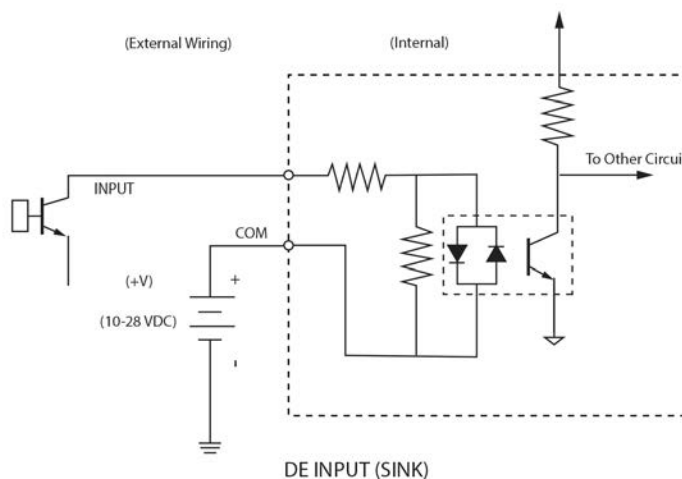 (External Wiring)
(Internal)
To Other Circui
INPUT
COM
(+V)
+
(10-28 VDC)
-
DE INPUT (SINK)